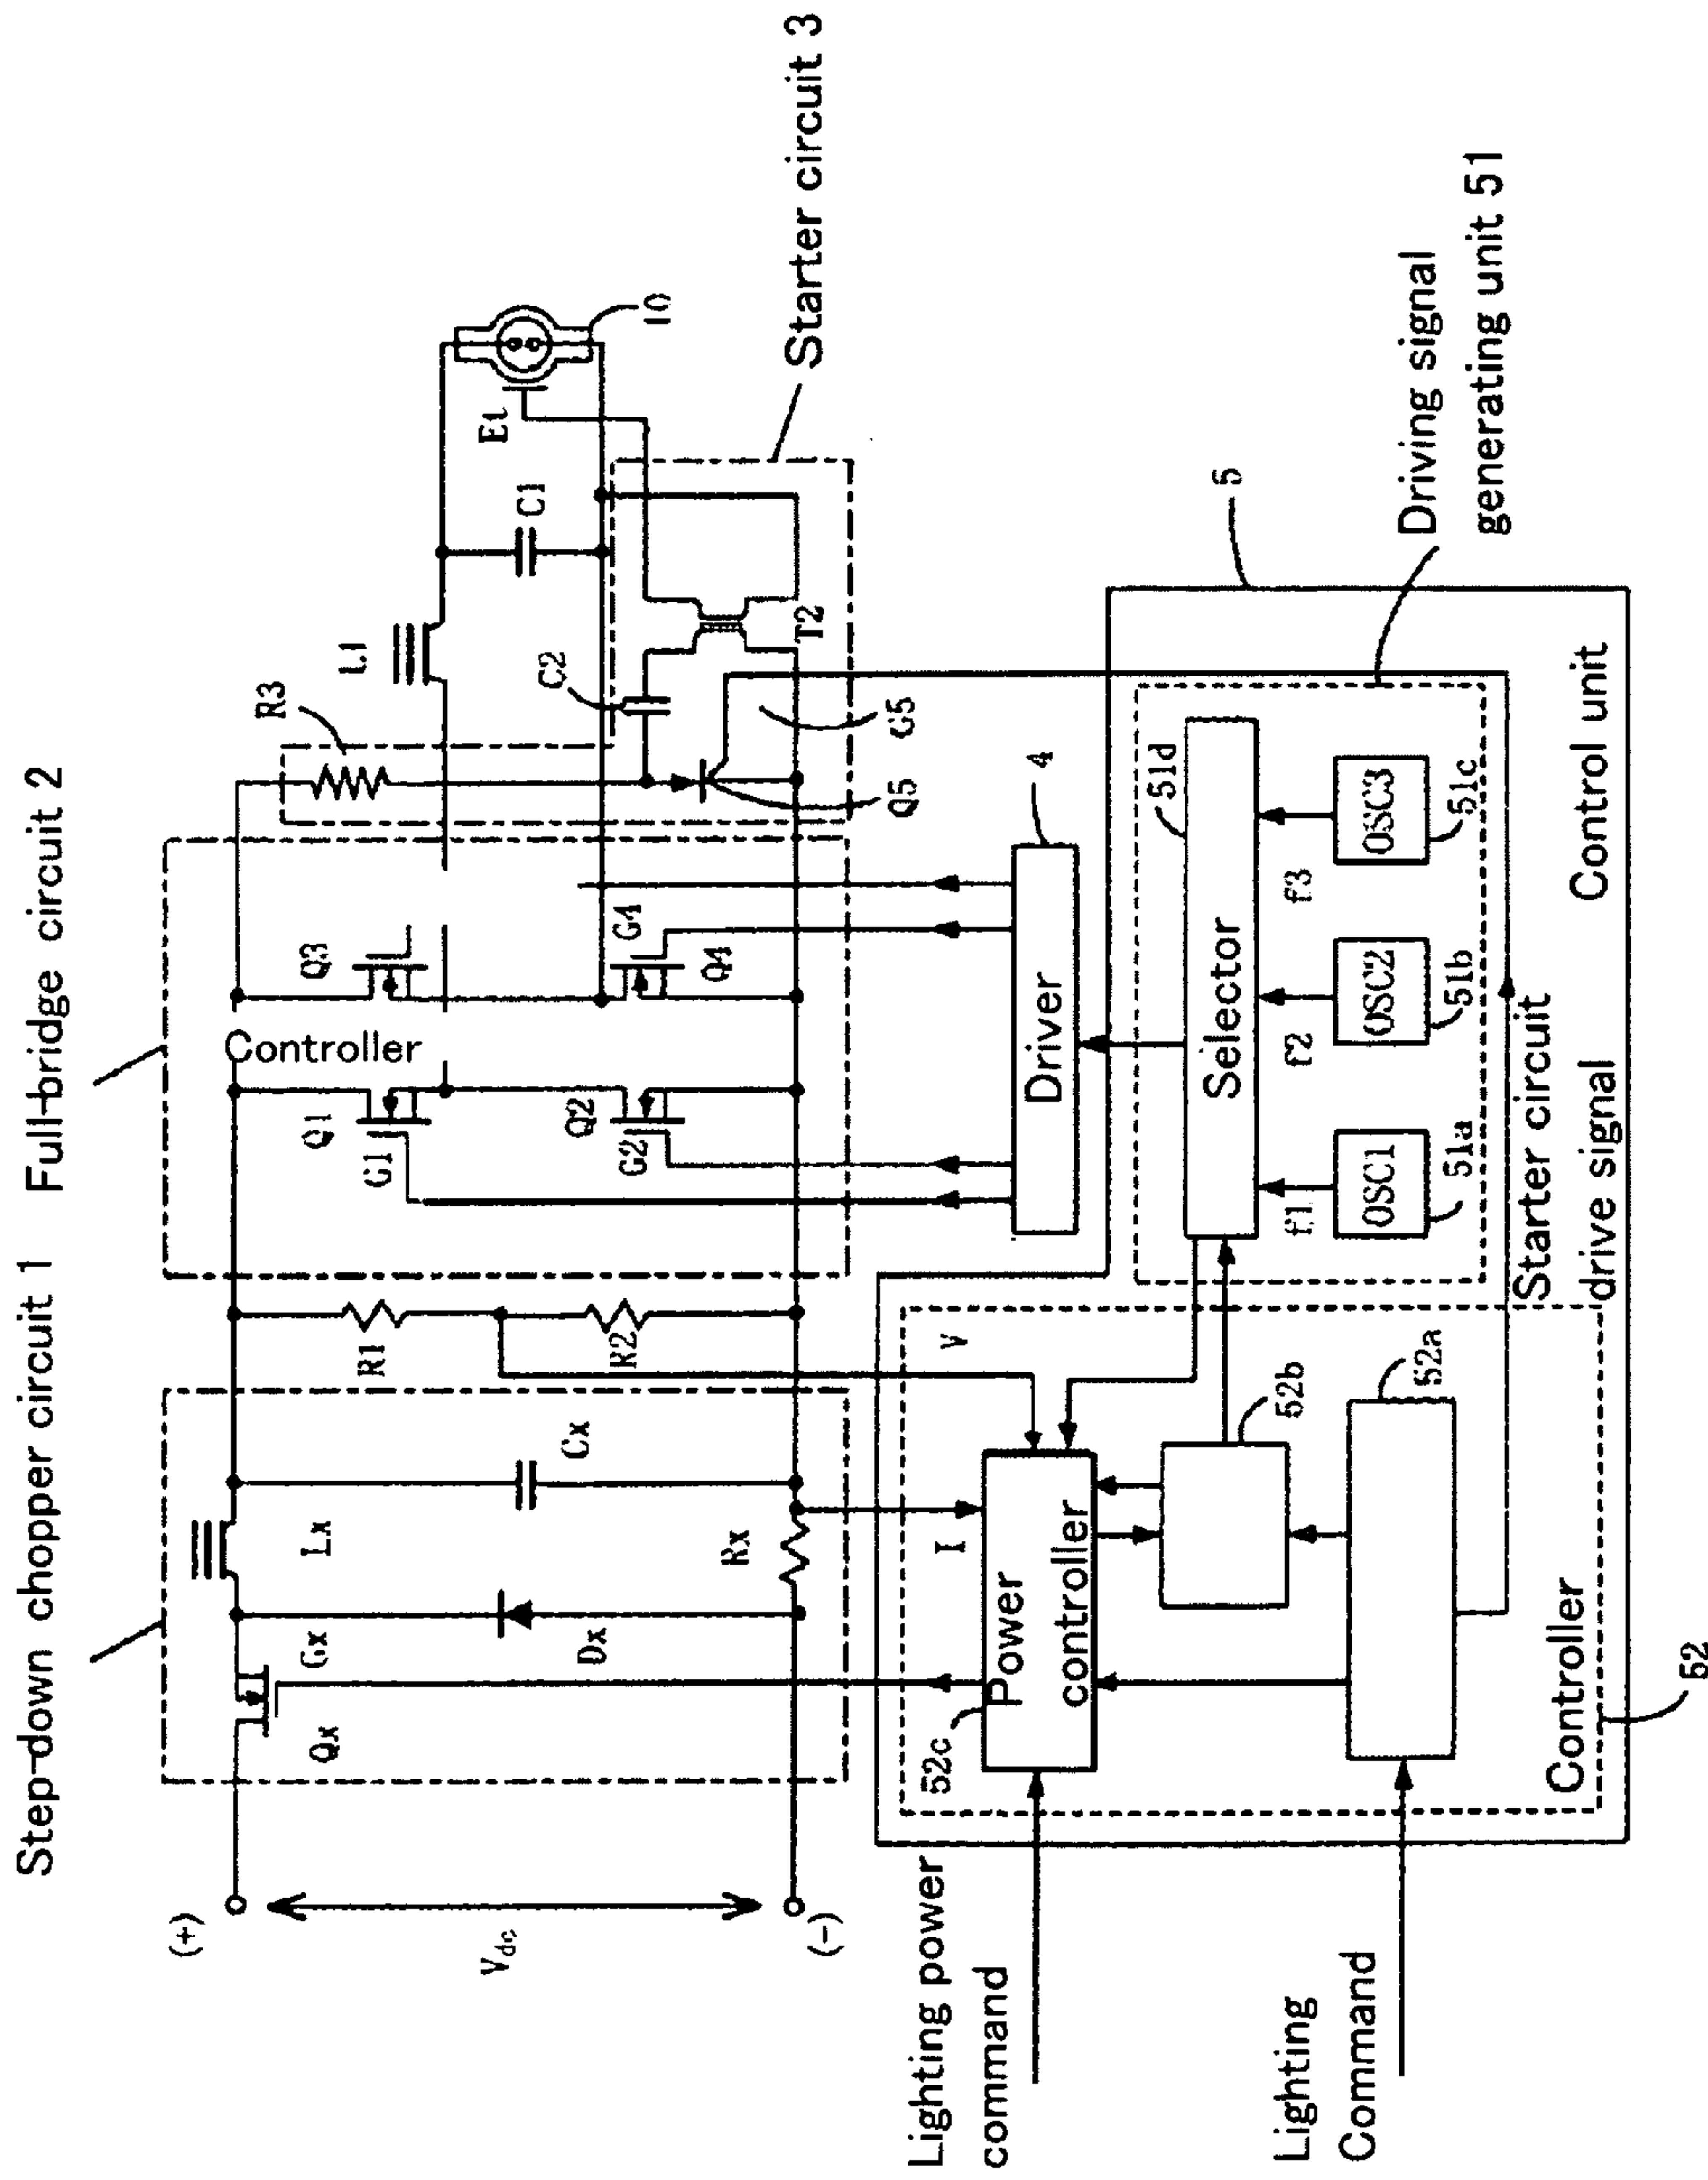 Step-down chopper circuit 1
Full-bridge circuit 2
Starter circuit 3
(+)
Vdc
(-)
Qx
Gx
Lx
Dx
Cx
Rx
R1
R2
Controller
Q1
G1
Q2
G2
Q3
Q4
G4
R3
L1
C1
C2
Et
10
T2
Q5
G5
4
Driver
5
Driving signal
generating unit 51
Lighting power
command
Lighting
Command
52c
Power
controller
I
V
52b
52a
Controller
52
Selector
51d
f1
f2
f3
OSC1
OSC2
OSC3
51a
51b
51c
Starter circuit
drive signal
Control unit